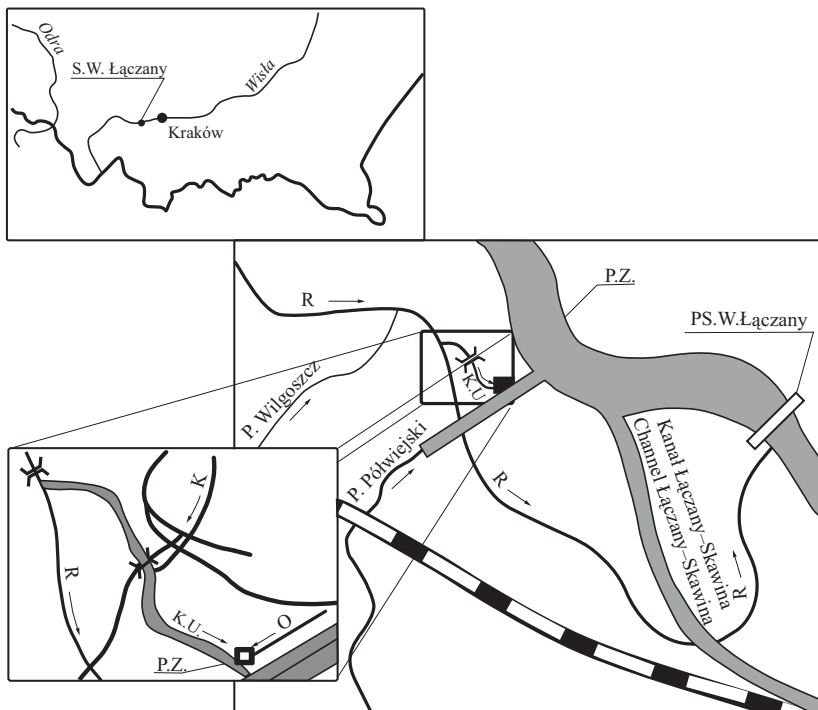 Odra
S.W. Łączany
Wisła
Kraków
P.Z.
R
PS.W.Łączany
K.U.
P. Wilgoszcz
P. Półwiejski
R
Kanał Łączany–Skawina
Channel Łączany–Skawina
R
K
R
K.U.
O
P.Z.